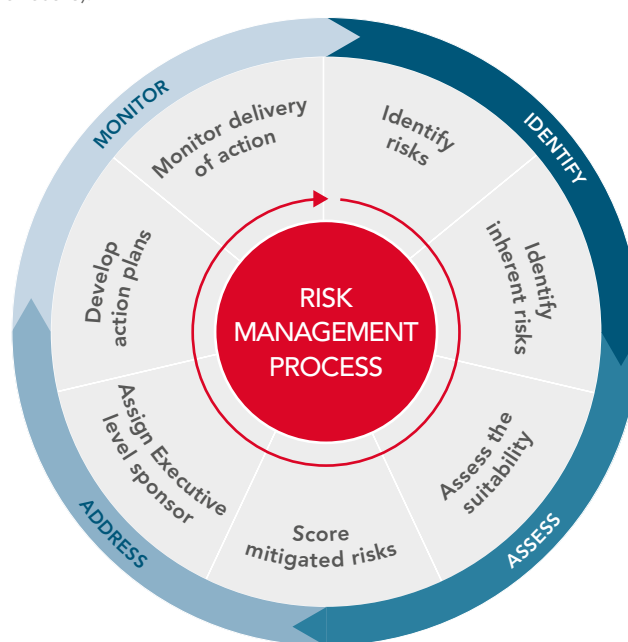 RISK
MANAGEMENT
PROCESS
IDENTIFY
Identify
risks
Identify
inherent risks
ASSESS
Assess the
suitability
Score
mitigated risks
ADDRESS
Assign Executive
level sponsor
Develop
action plans
MONITOR
Monitor delivery
of action